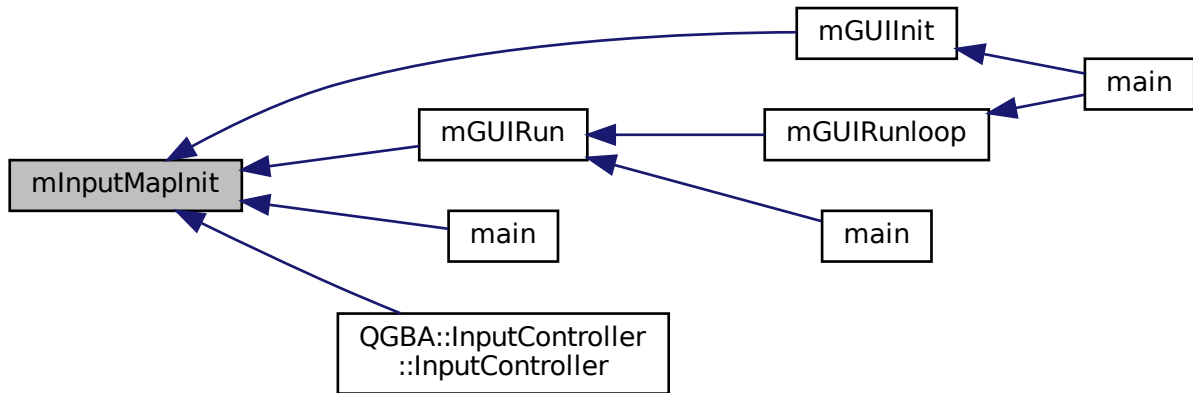 mGUIInit
main
mGUIRun
mGUIRunloop
mInputMapInit
main
main
QGBA::InputController
::InputController